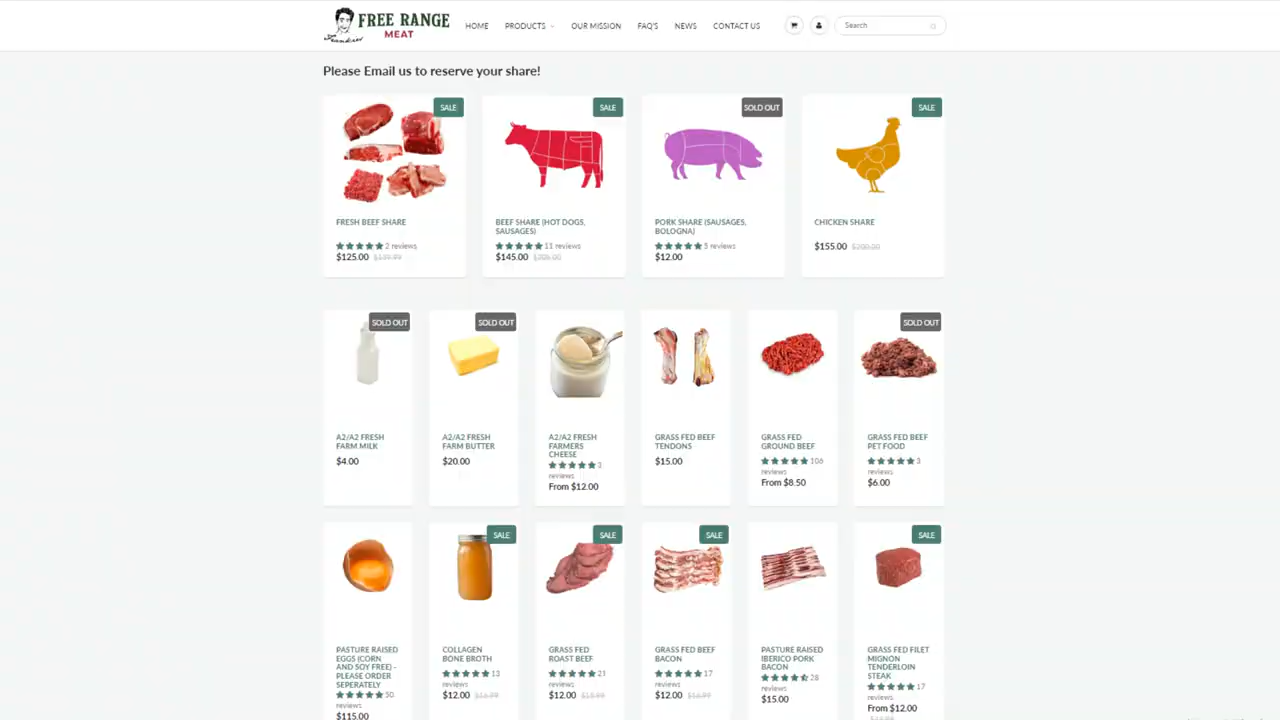 FREE RANGE
MEAT
HOME PRODUCTS OUR MISSION FAQ'S NEWS CONTACT US
Search
Please Email us to reserve your share!
SALE SALE SOLD OUT SALE
FRESH BEEF SHARE
2 reviews
$125.00
BEEF SHARE (HOT DOGS,
SAUSAGES)
11 reviews
$145.00 $205.00
PORK SHARE (SAUSAGES,
BOLOGNA)
5 reviews
$12.00
CHICKEN SHARE
$155.00 $200.00
SOLD OUT SOLD OUT SOLD OUT
A2/A2 FRESH
FARM MILK
$4.00
A2/A2 FRESH
FARM BUTTER
$20.00
A2/A2 FRESH
FARMERS
CHEESE
3
reviews
From $12.00
GRASS FED BEEF
TENDONS
$15.00
GRASS FED
GROUND BEEF
106
reviews
From $8.50
GRASS FED BEEF
PET FOOD
3
reviews
$6.00
SALE SALE SALE SALE
PASTURE RAISED
EGGS (CORN
AND SOY FREE) -
PLEASE ORDER
SEPERATELY
50
reviews
$115.00
COLLAGEN
BONE BROTH
13
reviews
$12.00 $16.99
GRASS FED
ROAST BEEF
21
reviews
$12.00
GRASS FED BEEF
BACON
17
reviews
$12.00 $16.99
PASTURE RAISED
IBERICO PORK
BACON
28
reviews
$15.00
GRASS FED FILET
MIGNON
TENDERLOIN
STEAK
17
reviews
From $12.00